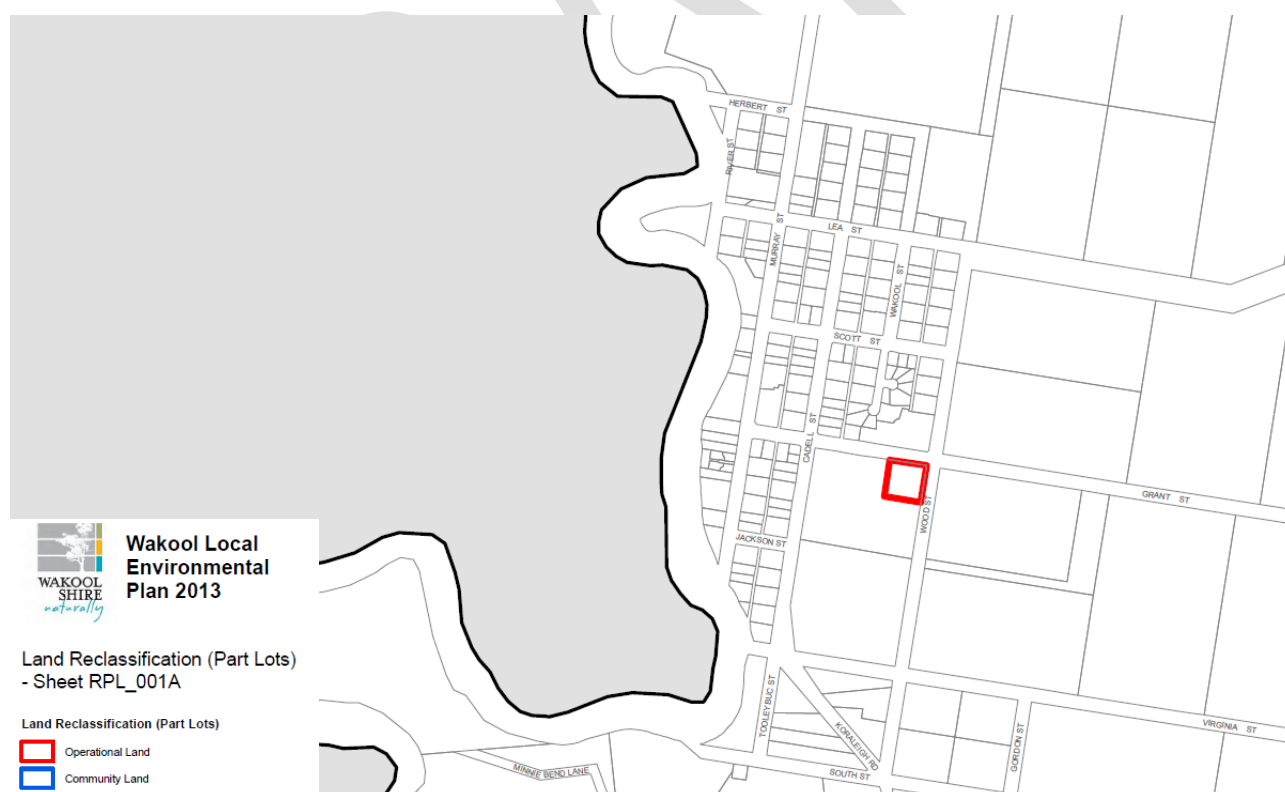 HERBERT ST
RIVER ST
MURRAY ST
LEA ST
WAKOOL ST
SCOTT ST
CADELL ST
GRANT ST
WOOD ST
JACKSON ST
TOOLEYBUC ST
KORALEIGH RD
VIRGINIA ST
GORDON ST
SOUTH ST
MINNIE BEND LANE
WAKOOL
SHIRE
naturally
Wakool Local
Environmental
Plan 2013
Land Reclassification (Part Lots)
- Sheet RPL_001A
Land Reclassification (Part Lots)
Operational Land
Community Land